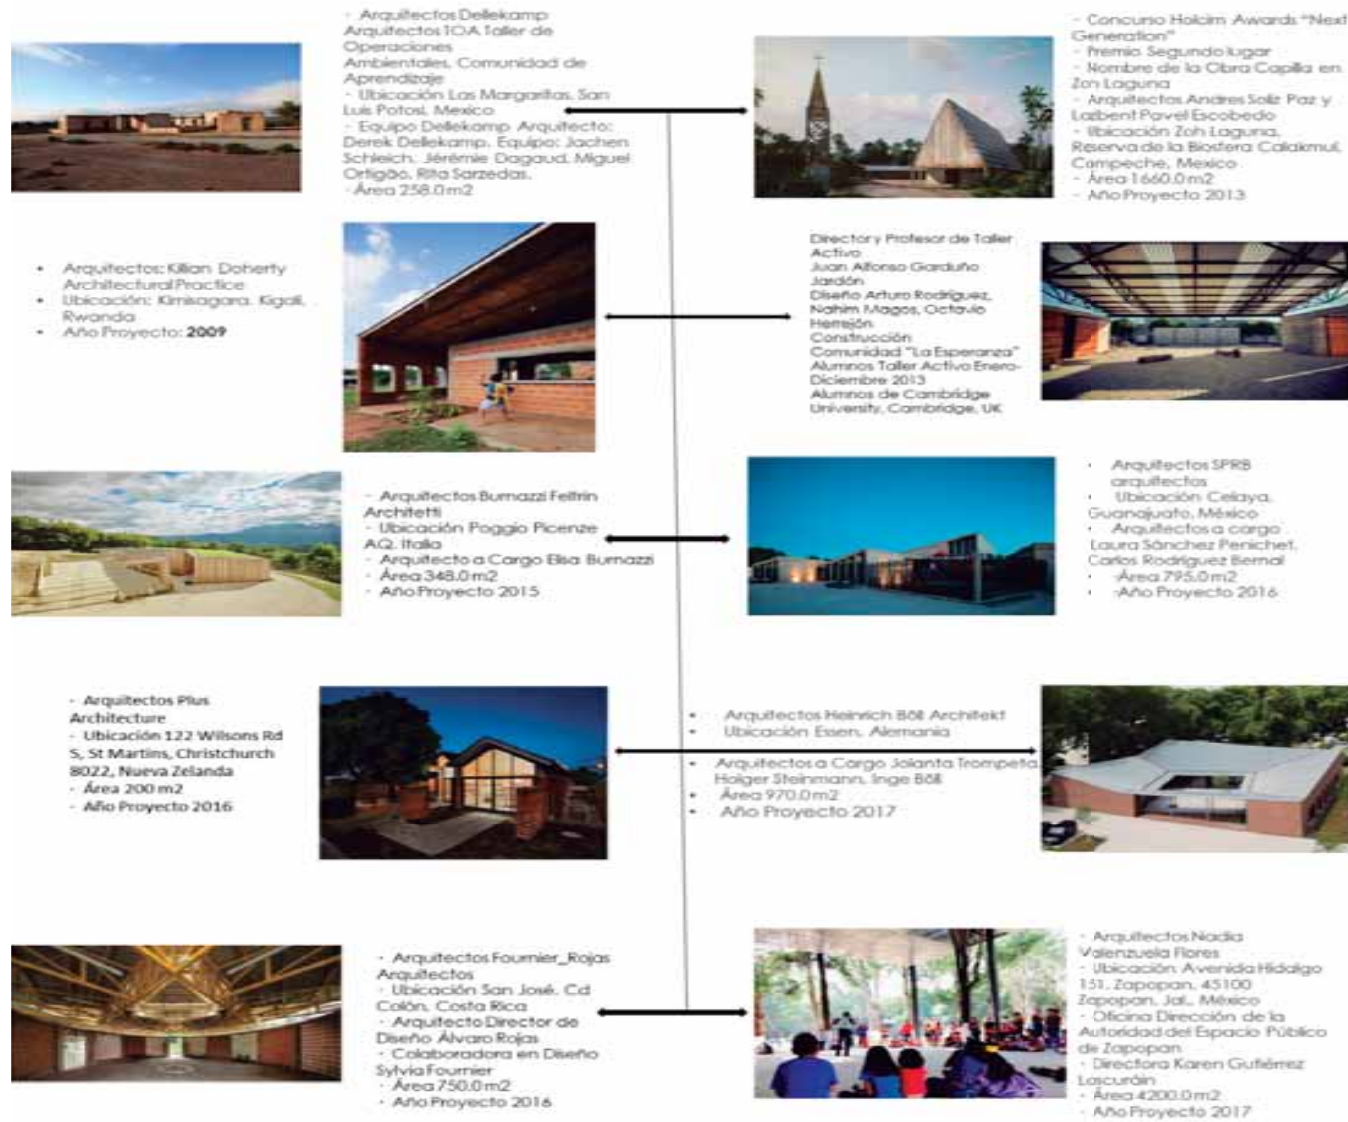 - Arquitectos Dellekamp
Arquitectos TOA Taller de
Operaciones
Ambientales, Comunidad de
Aprendizaje
- Ubicación Las Margaritas, San
Luis Potosí, Mexico
- Equipo Dellekamp Arquitecto:
Derek Dellekamp. Equipo: Jachen
Schleich, Jérémie Dagaud, Miguel
Ortigão, Rita Sarzedas.
- Área 258.0 m2
- Concurso Holcim Awards "Next
Generation"
- Premio Segundo lugar
- Nombre de la Obra Capilla en
Zoh Laguna
- Arquitectos Andres Soliz Paz y
Lazbent Pavel Escobedo
- Ubicación Zoh Laguna,
Reserva de la Biosfera Calakmul,
Campeche, Mexico
- Área 1660.0 m2
- Año Proyecto 2013
• Arquitectos: Killian Doherty
Architectural Practice
• Ubicación: Kimisagara, Kigali,
Rwanda
• Año Proyecto: 2009
Director y Profesor de Taller
Activo
Juan Alfonso Garduño
Jardón
Diseño Arturo Rodríguez,
Nahim Magos, Octavio
Herrejón
Construcción
Comunidad "La Esperanza"
Alumnos Taller Activo Enero-
Diciembre 2013
Alumnos de Cambridge
University, Cambridge, UK
- Arquitectos Burnazzi Feltrin
Architetti
- Ubicación Poggio Picenze
AQ, Italia
- Arquitecto a Cargo Elisa Burnazzi
- Área 348.0 m2
- Año Proyecto 2015
• Arquitectos SPRB
arquitectos
• Ubicación Celaya,
Guanajuato, México
• Arquitectos a cargo
Laura Sánchez Penichet,
Carlos Rodríguez Bernal
• -Área 795.0 m2
• -Año Proyecto 2016
- Arquitectos Plus
Architecture
- Ubicación 122 Wilsons Rd
S, St Martins, Christchurch
8022, Nueva Zelanda
- Área 200 m2
- Año Proyecto 2016
• Arquitectos Heinrich Böll Architekt
• Ubicación Essen, Alemania
• Arquitectos a Cargo Jolanta Trompeta,
Holger Steinmann, Inge Böll
• Área 970.0 m2
• Año Proyecto 2017
- Arquitectos Fournier_Rojas
Arquitectos
- Ubicación San José, Cd
Colón, Costa Rica
- Arquitecto Director de
Diseño Álvaro Rojas
- Colaboradora en Diseño
Sylvia Fournier
- Área 750.0 m2
- Año Proyecto 2016
- Arquitectos Nadia
Valenzuela Flores
- Ubicación Avenida Hidalgo
151, Zapopan, 45100
Zapopan, Jal., México
- Oficina Dirección de la
Autoridad del Espacio Público
de Zapopan
- Directora Karen Gutiérrez
Lascuráin
- Área 4200.0 m2
- Año Proyecto 2017